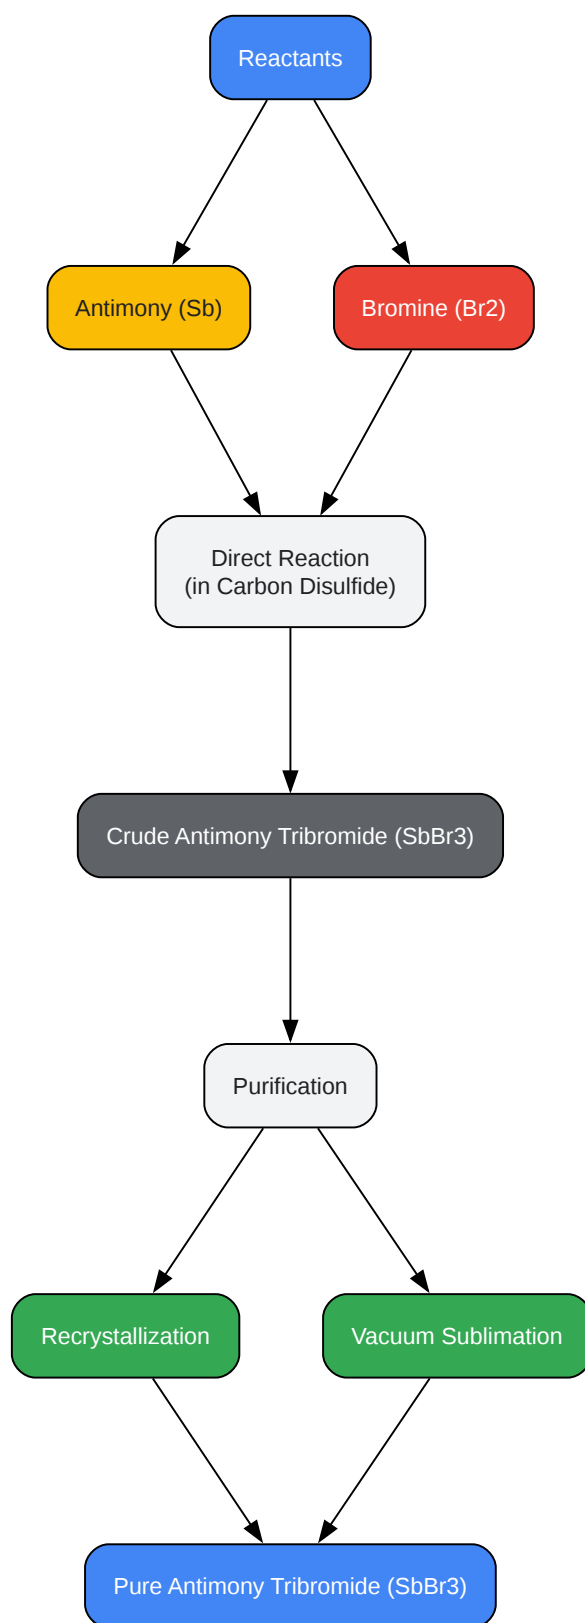 Reactants
Antimony (Sb)
Bromine (Br2)
Direct Reaction
(in Carbon Disulfide)
Crude Antimony Tribromide (SbBr3)
Purification
Recrystallization
Vacuum Sublimation
Pure Antimony Tribromide (SbBr3)